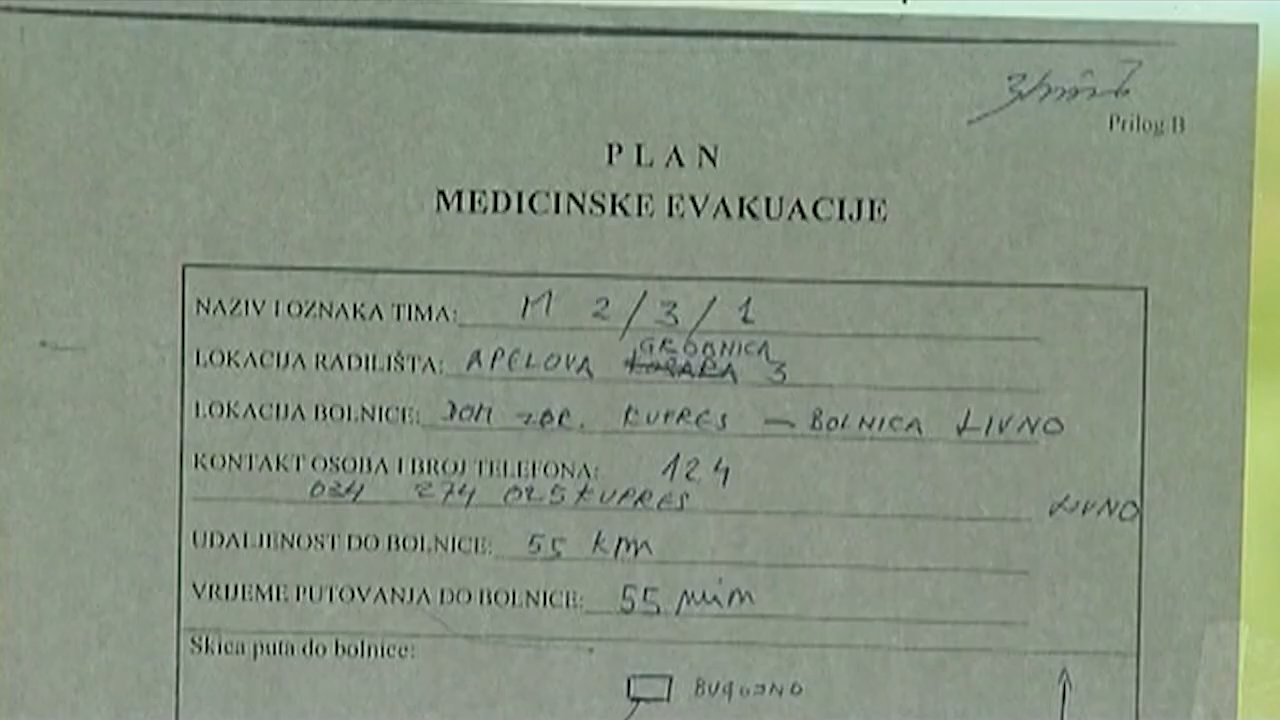 Prilog B
PLAN
MEDICINSKE EVAKUACIJE
NAZIV I OZNAKA TIMA: M 2/3/1
GROBNICA
LOKACIJA RADILIŠTA: APELOVA 3
LOKACIJA BOLNICE: DOM ZDR. KUPRES – BOLNICA LIVNO
KONTAKT OSOBA I BROJ TELEFONA: 124
034 274 025 KUPRES LIVNO
UDALJENOST DO BOLNICE: 55 km
VRIJEME PUTOVANJA DO BOLNICE: 55 min
Skica puta do bolnice:
BUGOJNO